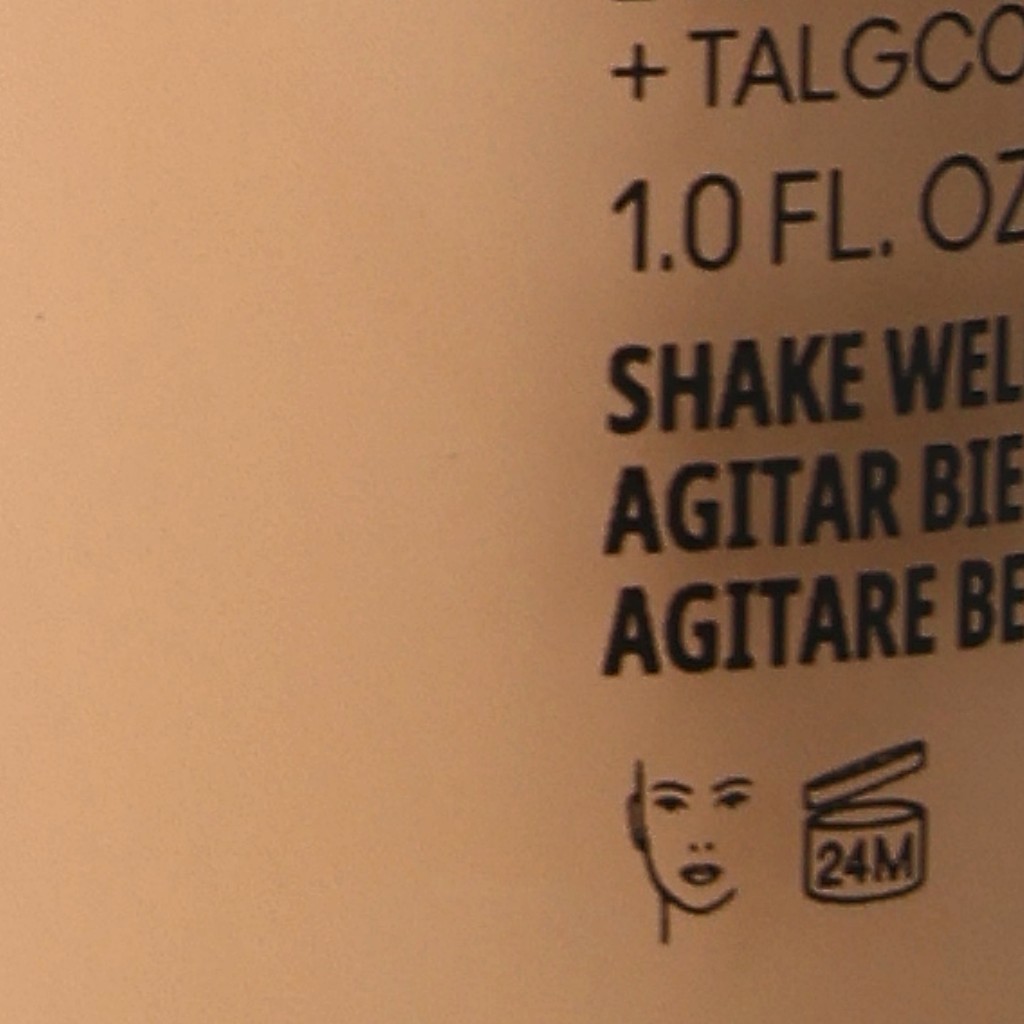 + TALGCO
1.0 FL. OZ
SHAKE WEL
AGITAR BIE
AGITARE BE
24M